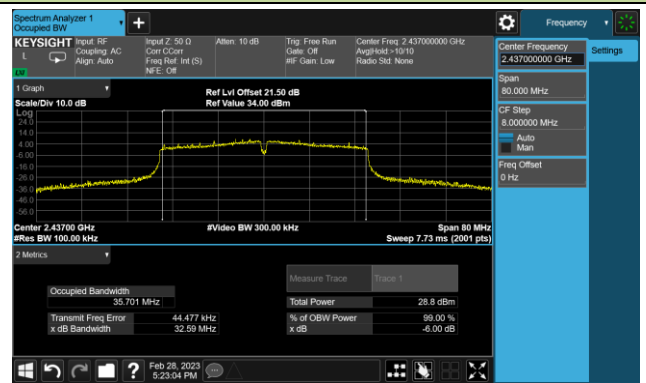 Spectrum Analyzer 1
Occupied BW
Frequency
KEYSIGHT
L
LV
Input: RF
Coupling: AC
Align: Auto
Input Z: 50 Ω
Corr CCorr
Freq Ref: Int (S)
NFE: Off
Atten: 10 dB
Trig: Free Run
Gate: Off
#IF Gain: Low
Center Freq: 2.437000000 GHz
Avg|Hold:>10/10
Radio Std: None
Center Frequency
2.437000000 GHz
Settings
Span
80.000 MHz
CF Step
8.000000 MHz
Auto
Man
Freq Offset
0 Hz
1 Graph
Scale/Div 10.0 dB
Ref Lvl Offset 21.50 dB
Ref Value 34.00 dBm
Log
24.0
14.0
4.00
-6.00
-16.0
-26.0
-36.0
-46.0
-56.0
Center 2.43700 GHz
#Res BW 100.00 kHz
#Video BW 300.00 kHz
Span 80 MHz
Sweep 7.73 ms (2001 pts)
2 Metrics
Measure Trace
Trace 1
Occupied Bandwidth
35.701 MHz
Total Power
28.8 dBm
Transmit Freq Error
44.477 kHz
% of OBW Power
99.00 %
x dB Bandwidth
32.59 MHz
x dB
-6.00 dB
?
Feb 28, 2023
5:23:04 PM